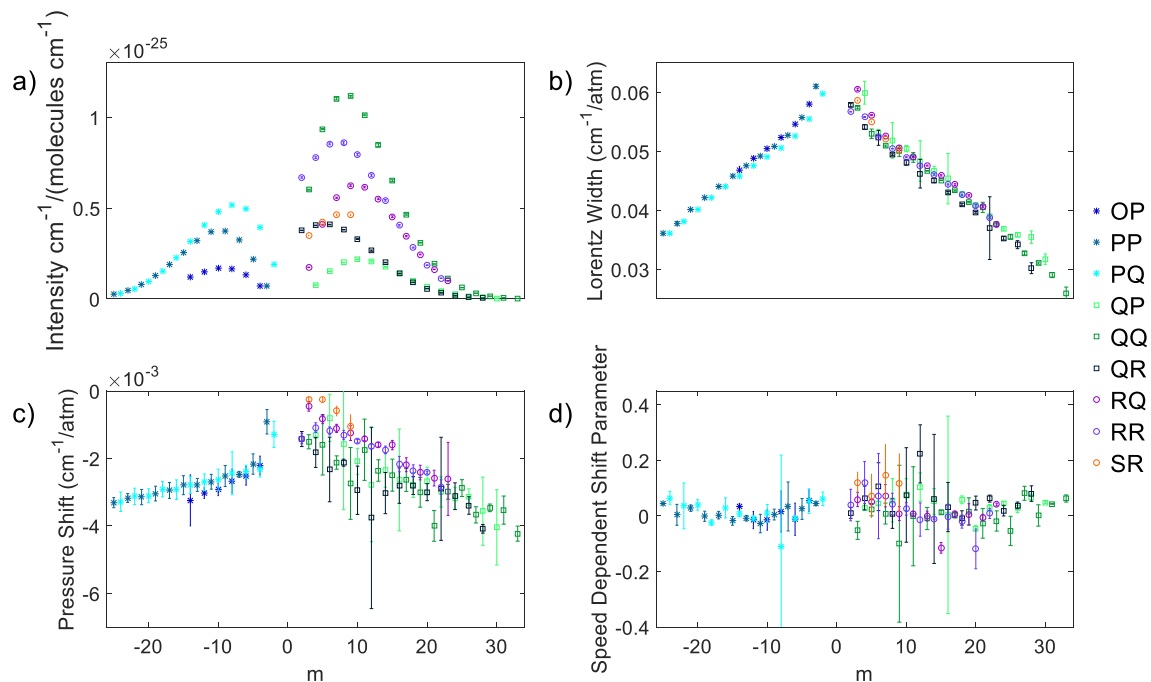 a)
×10⁻²⁵
Intensity cm⁻¹/(molecules cm⁻¹)
1
0.5
0
b)
Lorentz Width (cm⁻¹/atm)
0.06
0.05
0.04
0.03
c)
×10⁻³
Pressure Shift (cm⁻¹/atm)
0
-2
-4
-6
-20
-10
0
10
20
30
m
d)
Speed Dependent Shift Parameter
0.4
0.2
0
-0.2
-0.4
-20
-10
0
10
20
30
m
OP
PP
PQ
QP
QQ
QR
RQ
RR
SR